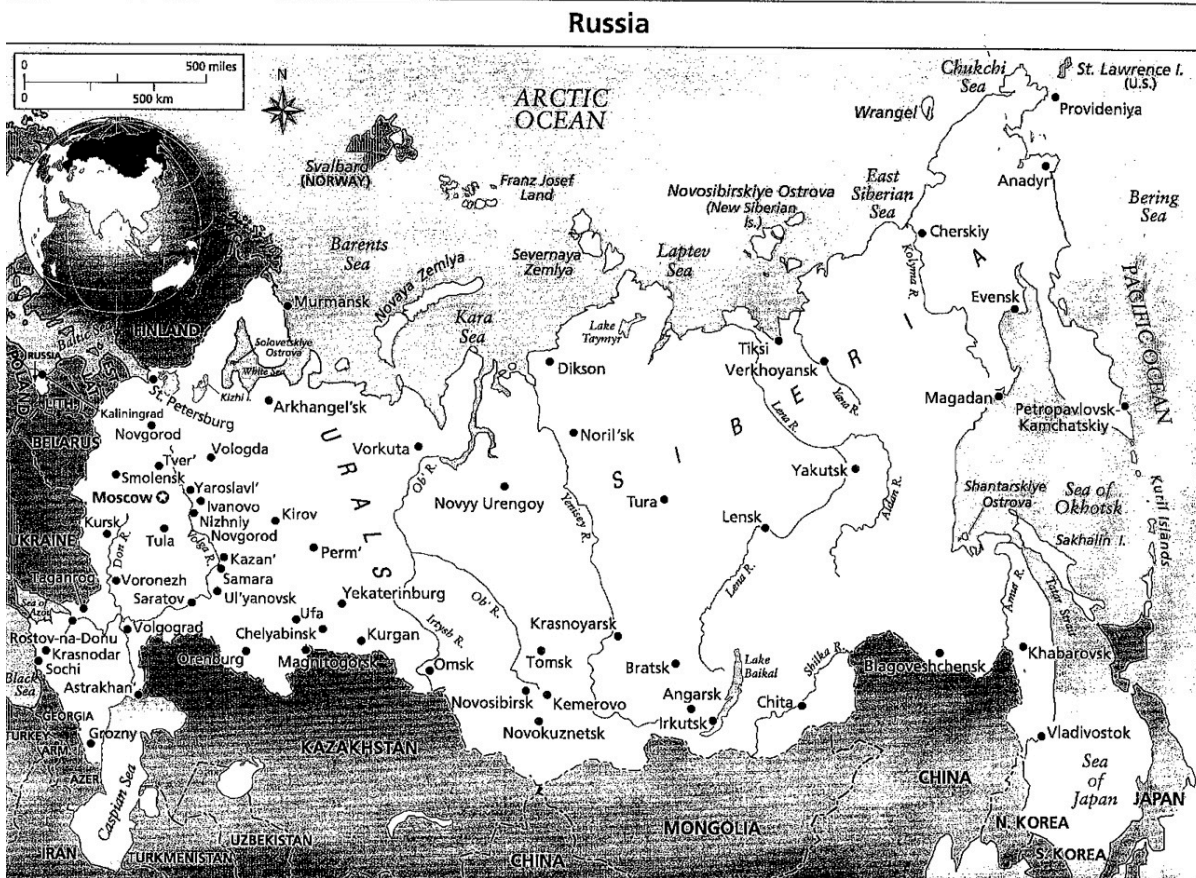 Russia
0 500 miles
0 500 km
N
ARCTIC
OCEAN
Chukchi
Sea
St. Lawrence I.
(U.S.)
Provideniya
Wrangel
Svalbard
(NORWAY)
Franz Josef
Land
Novosibirskiye Ostrova
(New Siberian
Is.)
East
Siberian
Sea
Anadyr
Bering
Sea
Barents
Sea
Severnaya
Zemlya
Laptev
Sea
Cherskiy
Novaya Zemlya
Murmansk
Kara
Sea
Lake
Taymyr
Kolyma R.
Evensk
PACIFIC OCEAN
Baltic Sea
FINLAND
Solovetskiye
Ostrova
White Sea
Kizhi I.
RUSSIA
POLAND
LITH.
LAT.
EST.
BELARUS
Dikson
Tiksi
Verkhoyansk
Yana R.
Lena R.
Magadan
Petropavlovsk-
Kamchatskiy
St. Petersburg
Arkhangel'sk
Kaliningrad
Novgorod
URALS
Vorkuta
Noril'sk
SIBERIA
Yakutsk
Tver'
Vologda
Smolensk
Yaroslavl'
Moscow
Ivanovo
Nizhniy
Novgorod
Kirov
Ob' R.
Novyy Urengoy
Yenisey R.
Tura
Aldan R.
Shantarskiye
Ostrova
Sea of
Okhotsk
Kuril Islands
Sakhalin I.
Kursk
UKRAINE
Don R.
Tula
Volga R.
Perm'
Kazan'
Lensk
Lena R.
Taganrog
Voronezh
Samara
Saratov
Ul'yanovsk
Yekaterinburg
Ob' R.
Irtysh R.
Amur R.
Tatar Strait
Sea of
Azov
Rostov-na-Donu
Volgograd
Ufa
Chelyabinsk
Kurgan
Krasnoyarsk
Krasnodar
Sochi
Orenburg
Magnitogorsk
Omsk
Tomsk
Bratsk
Lake
Baikal
Shilka R.
Blagoveshchensk
Khabarovsk
Black
Sea
Astrakhan
Novosibirsk
Kemerovo
Angarsk
Chita
GEORGIA
Novokuznetsk
Irkutsk
TURKEY
ARM.
Grozny
KAZAKHSTAN
Vladivostok
AZER.
Caspian Sea
CHINA
Sea
of
Japan
JAPAN
MONGOLIA
N. KOREA
IRAN
UZBEKISTAN
TURKMENISTAN
CHINA
S. KOREA